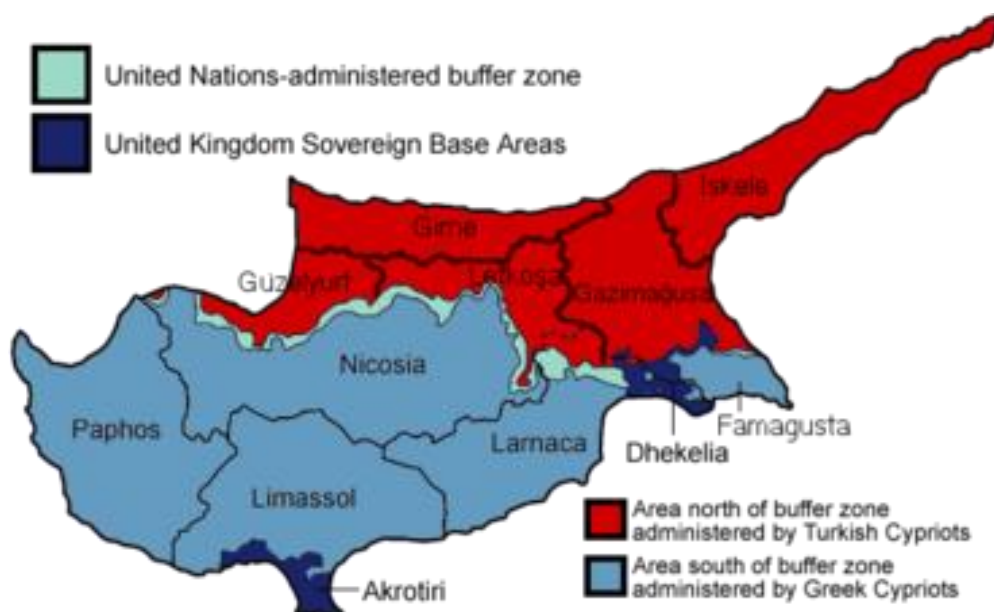 United Nations-administered buffer zone
United Kingdom Sovereign Base Areas
Iskele
Girne
Güzelyurt
Lefkoşa
Gazimağusa
Nicosia
Paphos
Larnaca
Famagusta
Dhekelia
Limassol
Area north of buffer zone
administered by Turkish Cypriots
Area south of buffer zone
administered by Greek Cypriots
Akrotiri